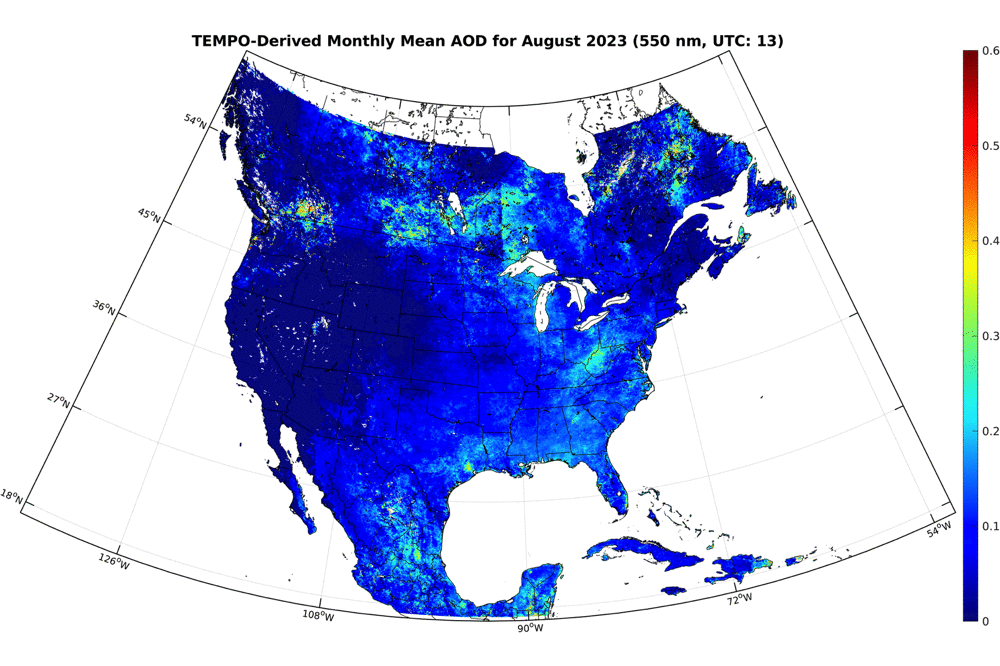 TEMPO-Derived Monthly Mean AOD for August 2023 (550 nm, UTC: 13)
0.6
0.5
0.4
0.3
0.2
0.1
0
54°N
45°N
36°N
27°N
18°N
126°W
108°W
90°W
72°W
54°W